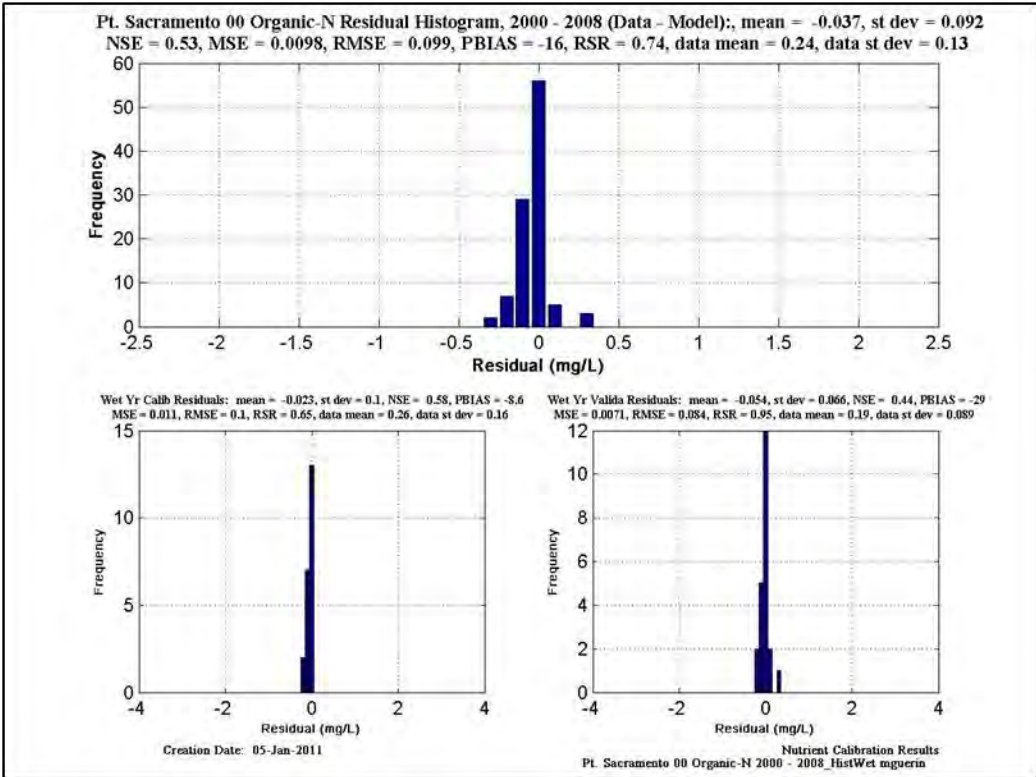 Pt. Sacramento 00 Organic-N Residual Histogram, 2000 - 2008 (Data - Model):, mean = -0.037, st dev = 0.092
NSE = 0.53, MSE = 0.0098, RMSE = 0.099, PBIAS = -16, RSR = 0.74, data mean = 0.24, data st dev = 0.13
60
50
40
30
20
10
0
Frequency
-2.5 -2 -1.5 -1 -0.5 0 0.5 1 1.5 2 2.5
Residual (mg/L)
Wet Yr Calib Residuals: mean = -0.023, st dev = 0.1, NSE = 0.58, PBIAS = -8.6
MSE = 0.011, RMSE = 0.1, RSR = 0.65, data mean = 0.26, data st dev = 0.16
15
10
5
0
Frequency
-4 -2 0 2 4
Residual (mg/L)
Wet Yr Valida Residuals: mean = -0.054, st dev = 0.066, NSE = 0.44, PBIAS = -29
MSE = 0.0071, RMSE = 0.084, RSR = 0.95, data mean = 0.19, data st dev = 0.089
12
10
8
6
4
2
0
Frequency
-4 -2 0 2 4
Residual (mg/L)
Creation Date: 05-Jan-2011
Nutrient Calibration Results
Pt. Sacramento 00 Organic-N 2000 - 2008_HistWet mguerin